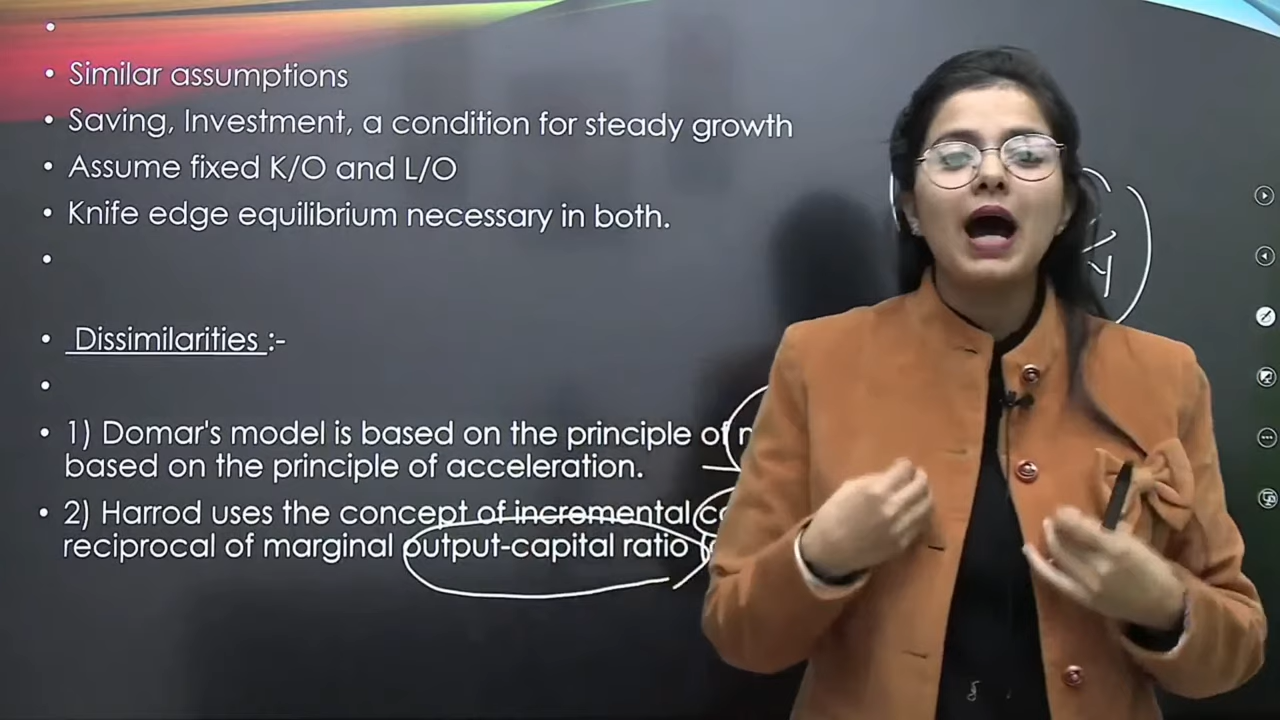 • Similar assumptions
• Saving, Investment, a condition for steady growth
• Assume fixed K/O and L/O
• Knife edge equilibrium necessary in both.
• Dissimilarities :-
• 1) Domar's model is based on the principle of
based on the principle of acceleration.
• 2) Harrod uses the concept of incremental
reciprocal of marginal output-capital ratio